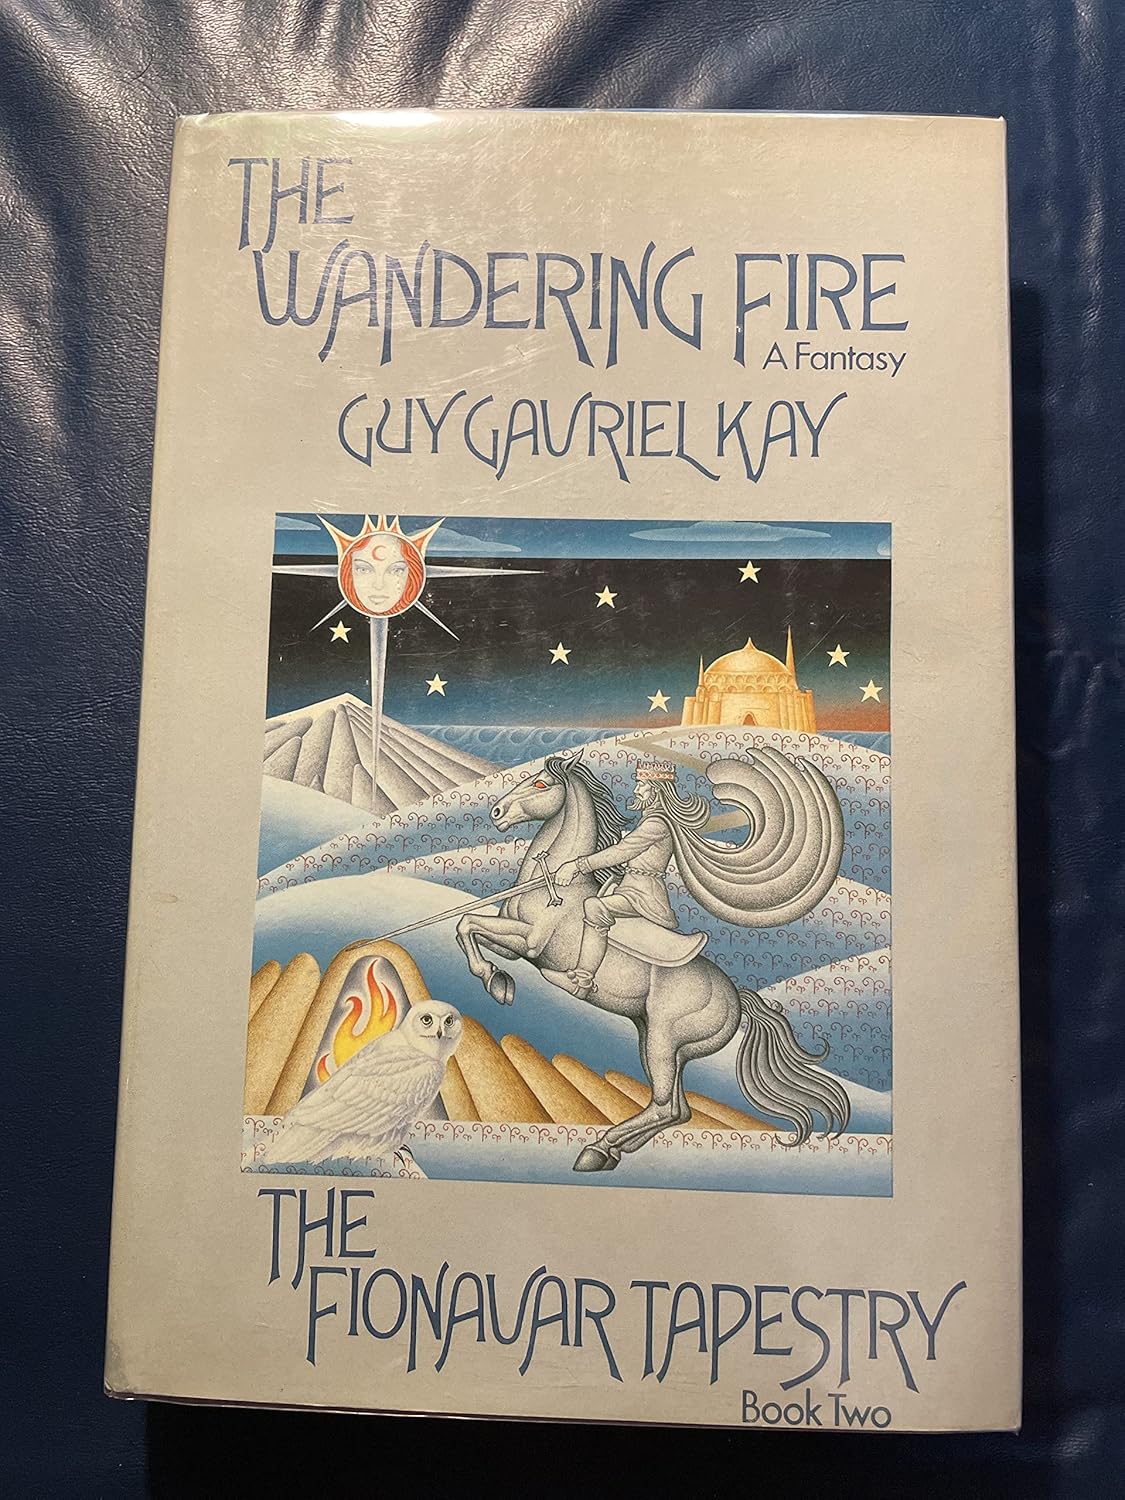 THE
WANDERING FIRE
A Fantasy
GUY GAVRIEL KAY
THE
FIONAVAR TAPESTRY
Book Two